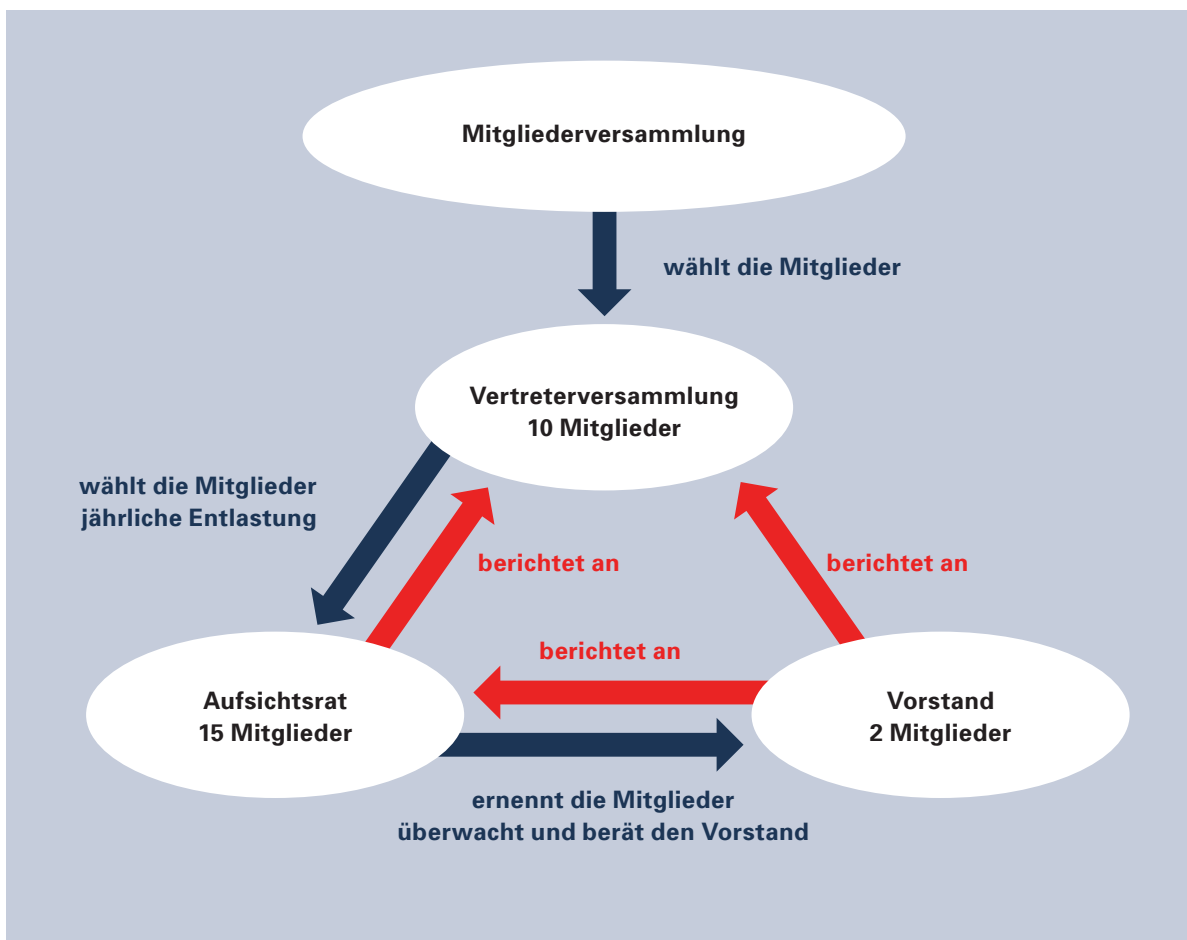 Mitgliederversammlung
wählt die Mitglieder
Vertreterversammlung
10 Mitglieder
wählt die Mitglieder
jährliche Entlastung
berichtet an
berichtet an
berichtet an
Aufsichtsrat
15 Mitglieder
Vorstand
2 Mitglieder
ernennt die Mitglieder
überwacht und berät den Vorstand